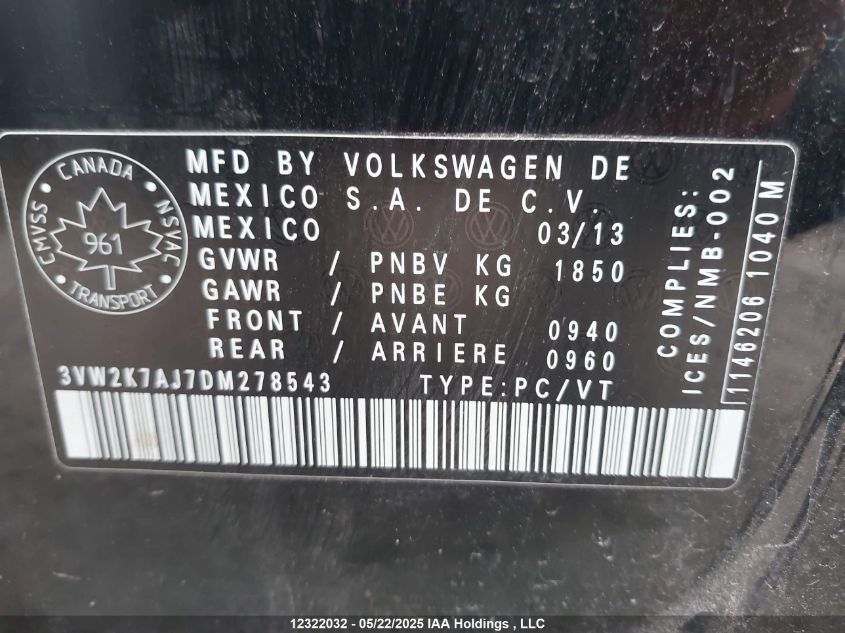 CANADA
CMVSS
NSVAC
961
TRANSPORT
MFD BY VOLKSWAGEN DE
MEXICO S.A. DE C.V.
MEXICO 03/13
GVWR / PNBV KG 1850
GAWR / PNBE KG
FRONT / AVANT 0940
REAR / ARRIERE 0960
3VW2K7AJ7DM278543 TYPE:PC/VT
COMPLIES:
ICES/NMB-002
1146206 1040 M
12322032 - 05/22/2025 IAA Holdings , LLC